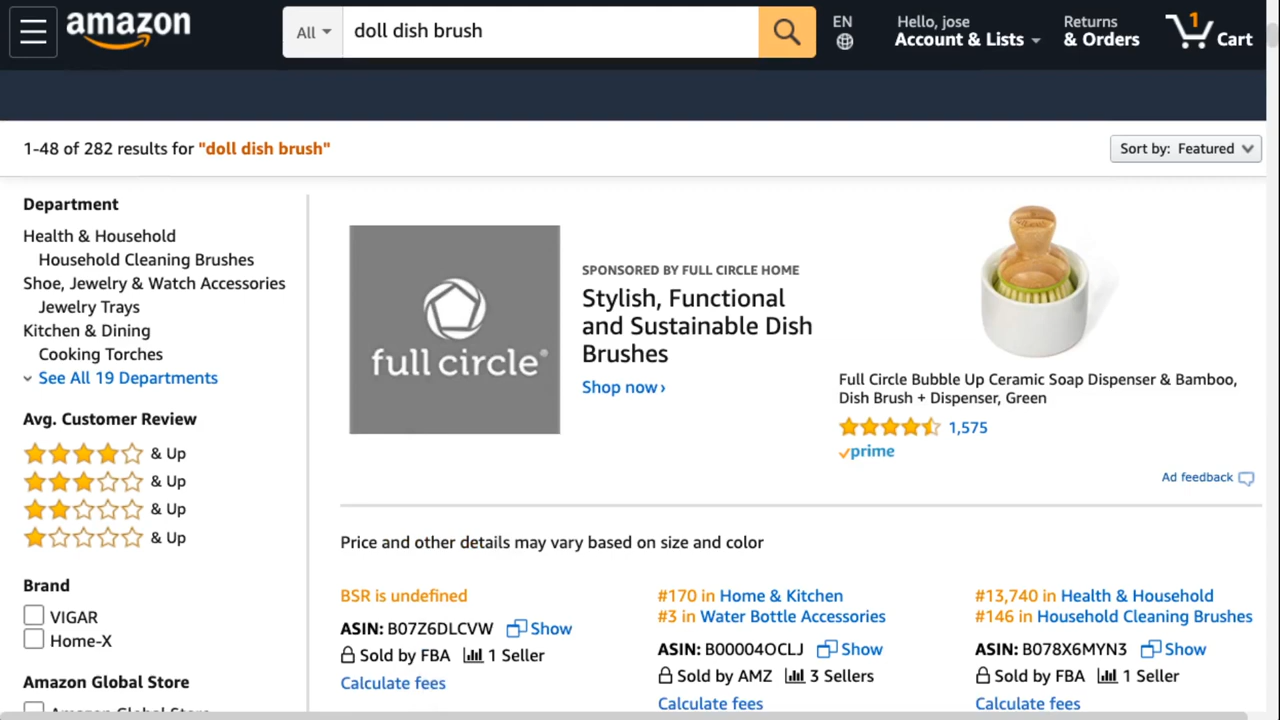 amazon
All
doll dish brush
EN
Hello, jose
Account & Lists
Returns
& Orders
1
Cart
1-48 of 282 results for "doll dish brush"
Sort by: Featured
Department
Health & Household
Household Cleaning Brushes
Shoe, Jewelry & Watch Accessories
Jewelry Trays
Kitchen & Dining
Cooking Torches
See All 19 Departments
Avg. Customer Review
& Up
& Up
& Up
& Up
Brand
VIGAR
Home-X
Amazon Global Store
Amazon Global Store
full circle®
SPONSORED BY FULL CIRCLE HOME
Stylish, Functional
and Sustainable Dish
Brushes
Shop now›
Full Circle Bubble Up Ceramic Soap Dispenser & Bamboo,
Dish Brush + Dispenser, Green
1,575
prime
Ad feedback
Price and other details may vary based on size and color
BSR is undefined
ASIN: B07Z6DLCVW Show
Sold by FBA 1 Seller
Calculate fees
#170 in Home & Kitchen
#3 in Water Bottle Accessories
ASIN: B00004OCLJ Show
Sold by AMZ 3 Sellers
Calculate fees
#13,740 in Health & Household
#146 in Household Cleaning Brushes
ASIN: B078X6MYN3 Show
Sold by FBA 1 Seller
Calculate fees